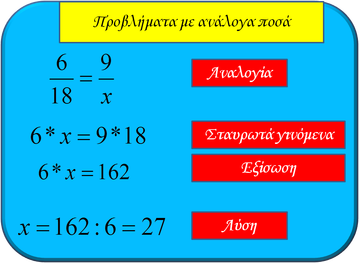 Προβλήματα με ανάλογα ποσά
6/18 = 9/x Αναλογία
6 * x = 9 * 18 Σταυρωτά γινόμενα
6 * x = 162 Εξίσωση
x = 162 : 6 = 27 Λύση